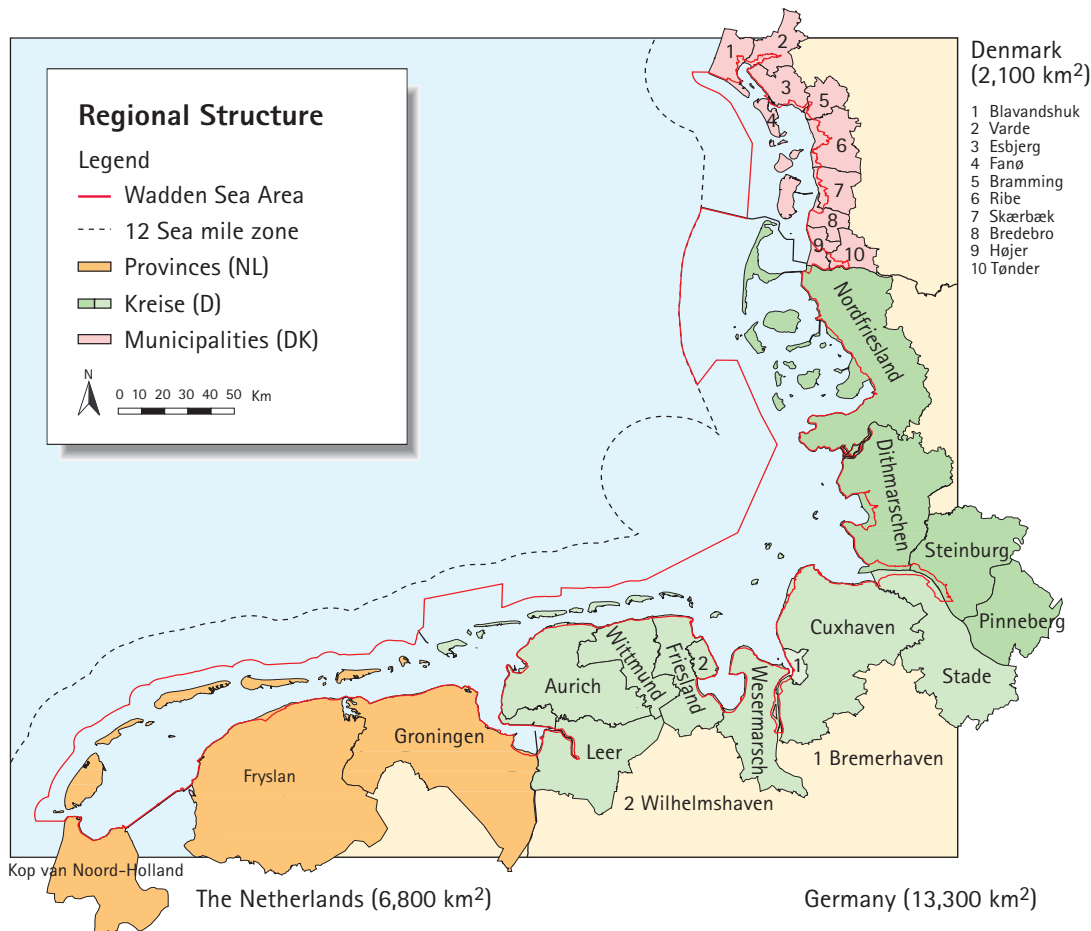 Regional Structure
Legend
Wadden Sea Area
12 Sea mile zone
Provinces (NL)
Kreise (D)
Municipalities (DK)
N
0 10 20 30 40 50 Km
Denmark
(2,100 km²)
1 Blavandshuk
2 Varde
3 Esbjerg
4 Fanø
5 Bramming
6 Ribe
7 Skærbæk
8 Bredebro
9 Højer
10 Tønder
1
2
3
4
5
6
7
8
9
10
Nordfriesland
Dithmarschen
Steinburg
Pinneberg
Cuxhaven
Stade
1
1 Bremerhaven
Wesermarsch
2
Friesland
Wittmund
Aurich
Leer
2 Wilhelmshaven
Groningen
Fryslan
Kop van Noord-Holland
The Netherlands (6,800 km²)
Germany (13,300 km²)